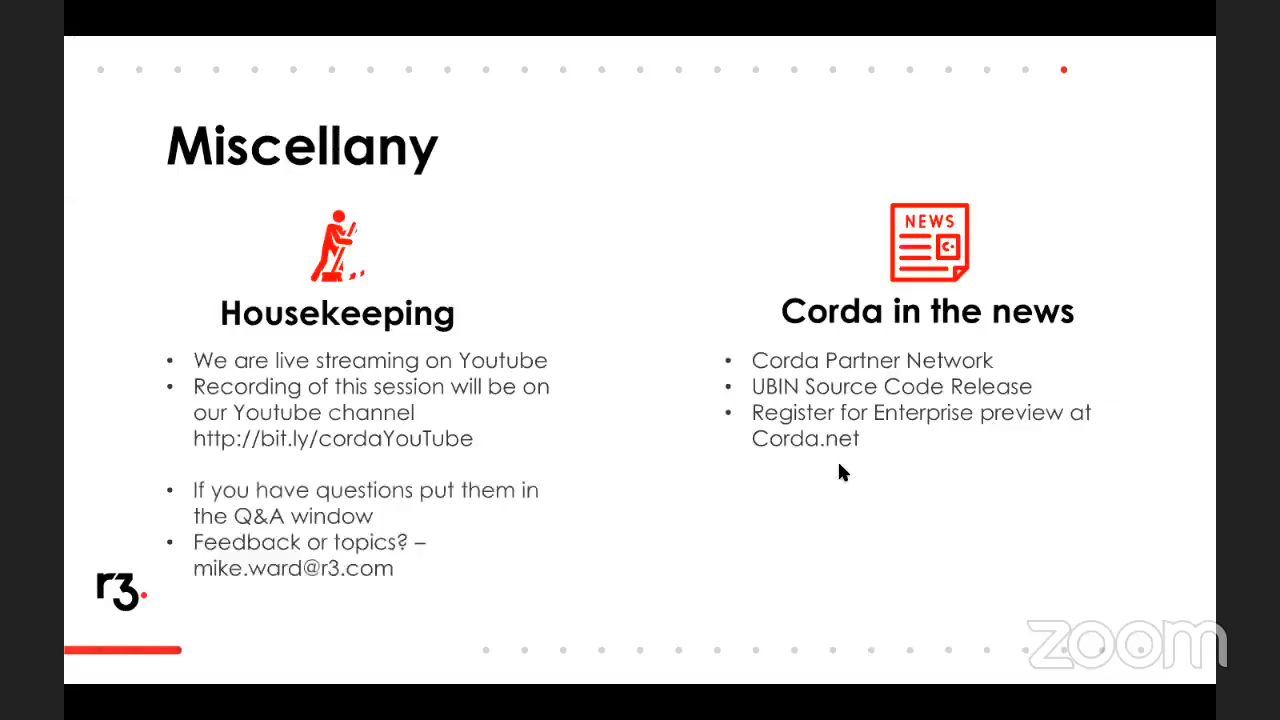 Miscellany
Housekeeping
• We are live streaming on Youtube
• Recording of this session will be on
our Youtube channel
http://bit.ly/cordaYouTube
• If you have questions put them in
the Q&A window
• Feedback or topics? –
mike.ward@r3.com
NEWS
Corda in the news
• Corda Partner Network
• UBIN Source Code Release
• Register for Enterprise preview at
Corda.net
r3.
zoom